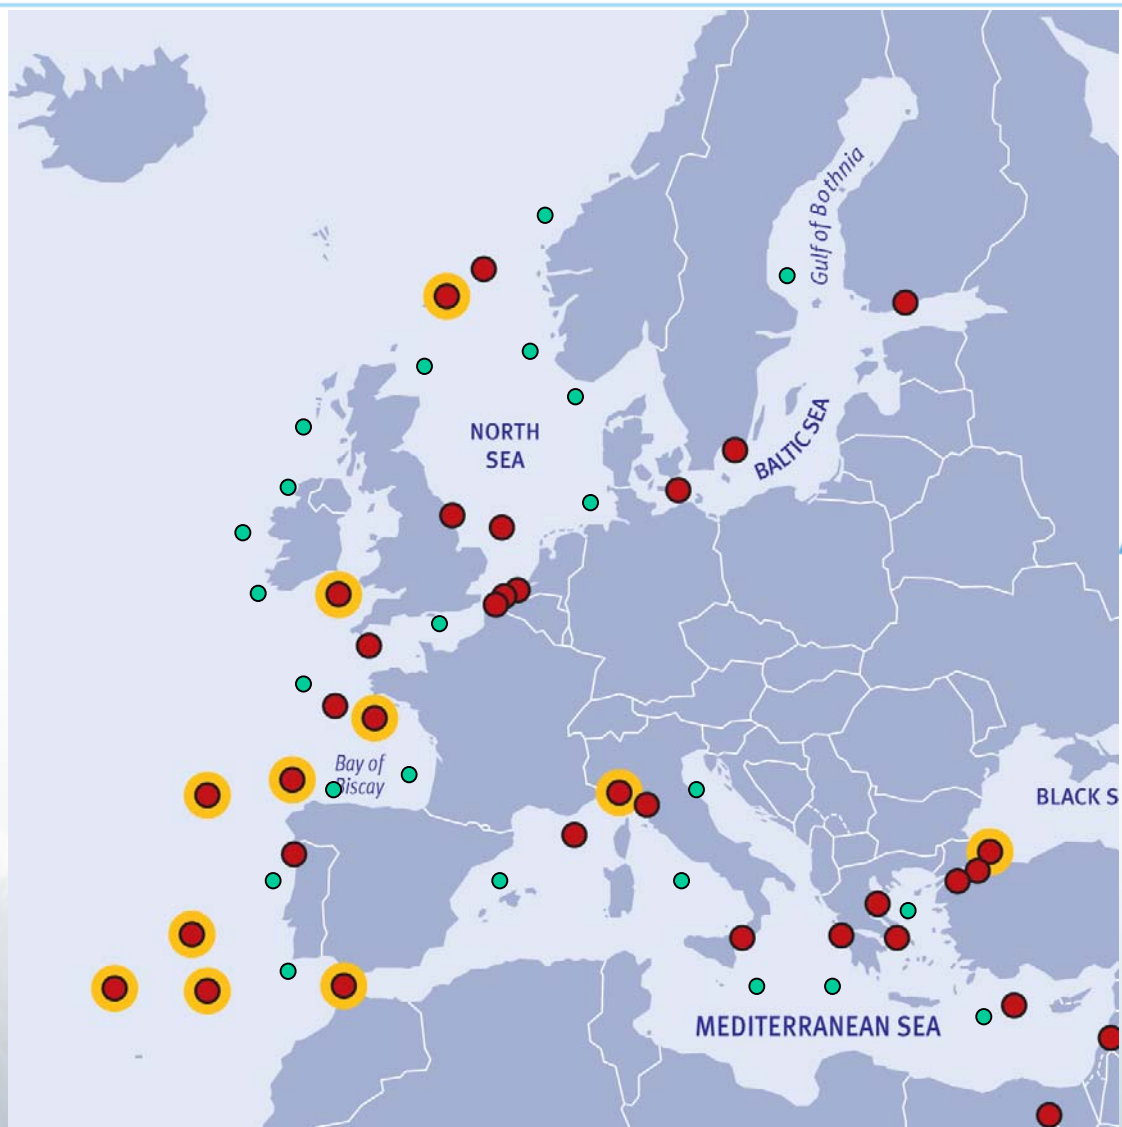 Gulf of Bothnia
NORTH
SEA
BALTIC SEA
Bay of
Biscay
BLACK S
MEDITERRANEAN SEA